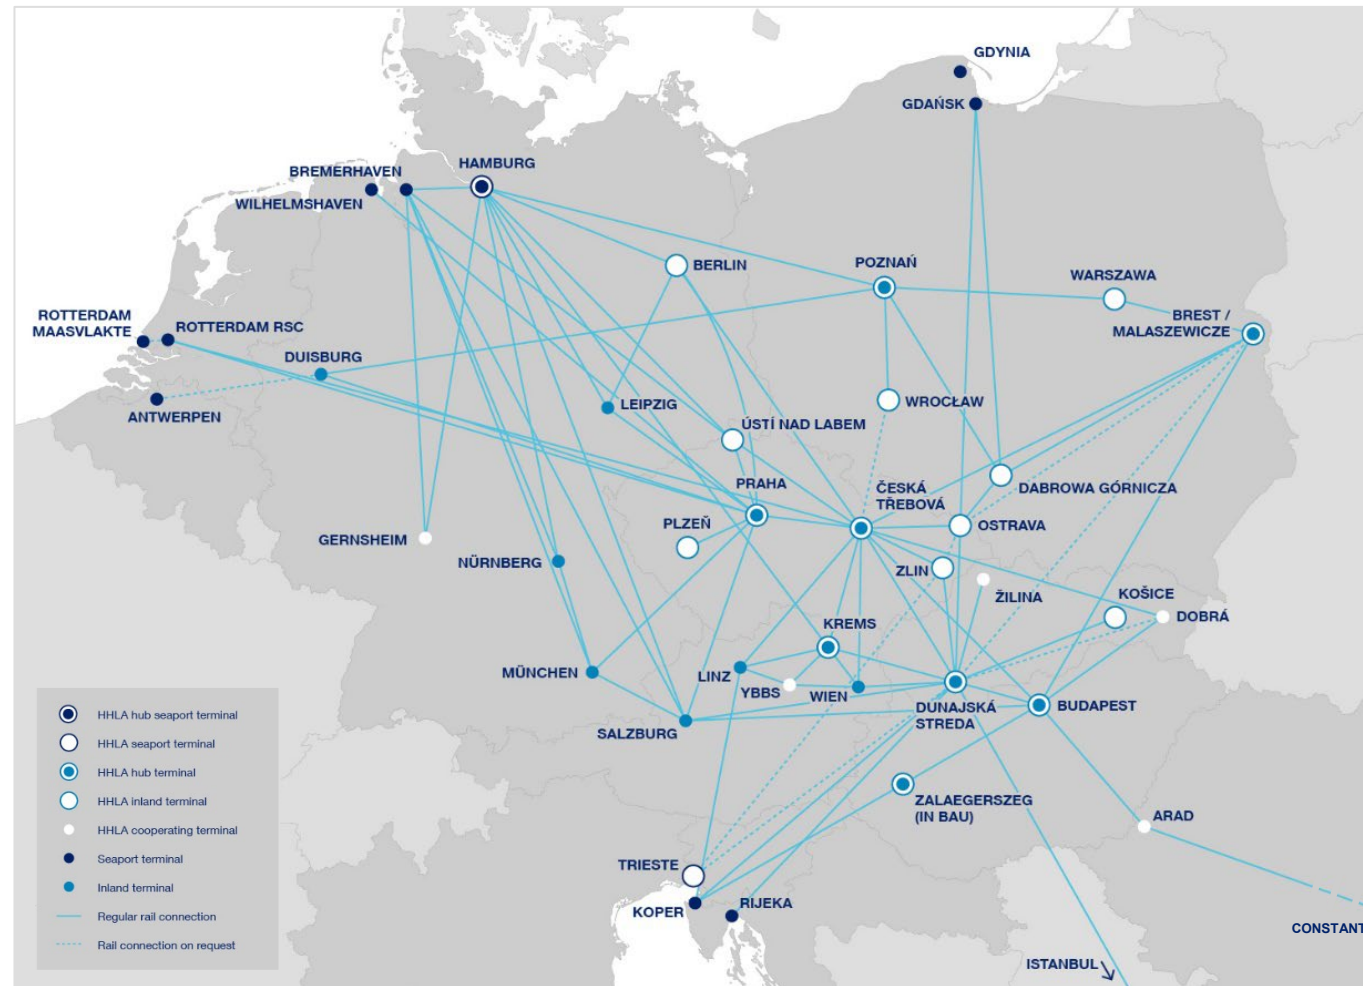 GDYNIA
GDAŃSK
HAMBURG
BREMERHAVEN
WILHELMSHAVEN
BERLIN
POZNAŃ
WARSZAWA
BREST /
MALASZEWICZE
ROTTERDAM
MAASVLAKTE
ROTTERDAM RSC
DUISBURG
ANTWERPEN
LEIPZIG
WROCŁAW
ÚSTÍ NAD LABEM
PRAHA
ČESKÁ
TŘEBOVÁ
DABROWA GÓRNICZA
PLZEŇ
OSTRAVA
GERNSHEIM
NÜRNBERG
ZLIN
ŽILINA
KOŠICE
DOBRÁ
KREMS
MÜNCHEN
LINZ
YBBS
WIEN
DUNAJSKÁ
STREDA
BUDAPEST
SALZBURG
ZALAEGERSZEG
(IN BAU)
ARAD
TRIESTE
KOPER
RIJEKA
CONSTANT
ISTANBUL
HHLA hub seaport terminal
HHLA seaport terminal
HHLA hub terminal
HHLA inland terminal
HHLA cooperating terminal
Seaport terminal
Inland terminal
Regular rail connection
Rail connection on request